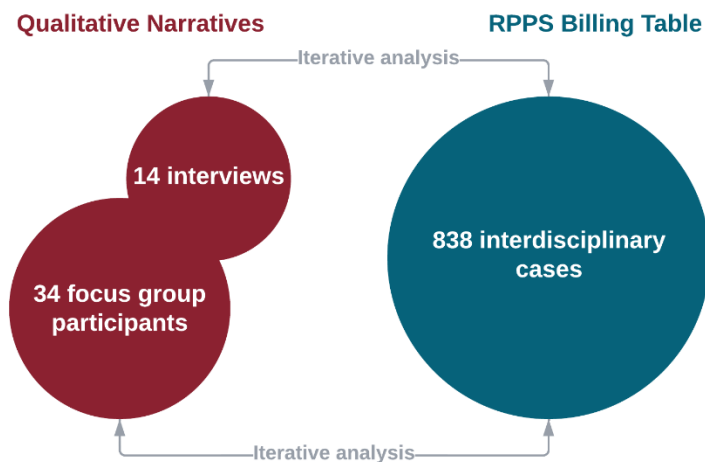 Qualitative Narratives
RPPS Billing Table
Iterative analysis
14 interviews
34 focus group
participants
838 interdisciplinary
cases
Iterative analysis